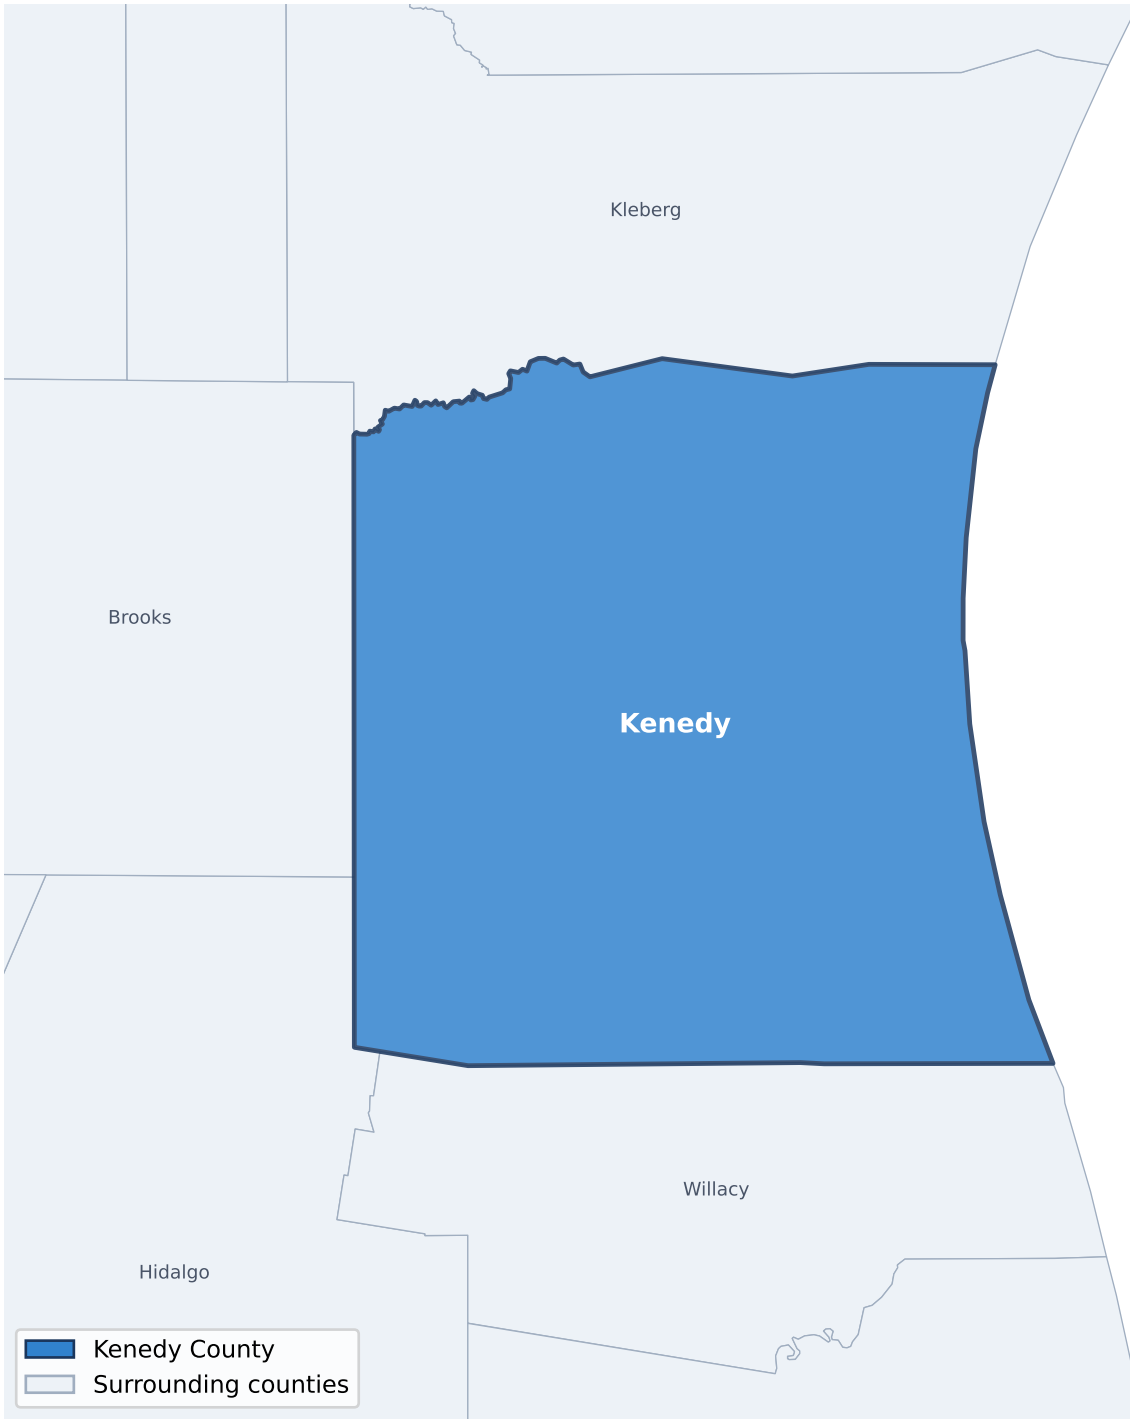 Kleberg
Brooks
Kenedy
Willacy
Hidalgo
Kenedy County
Surrounding counties